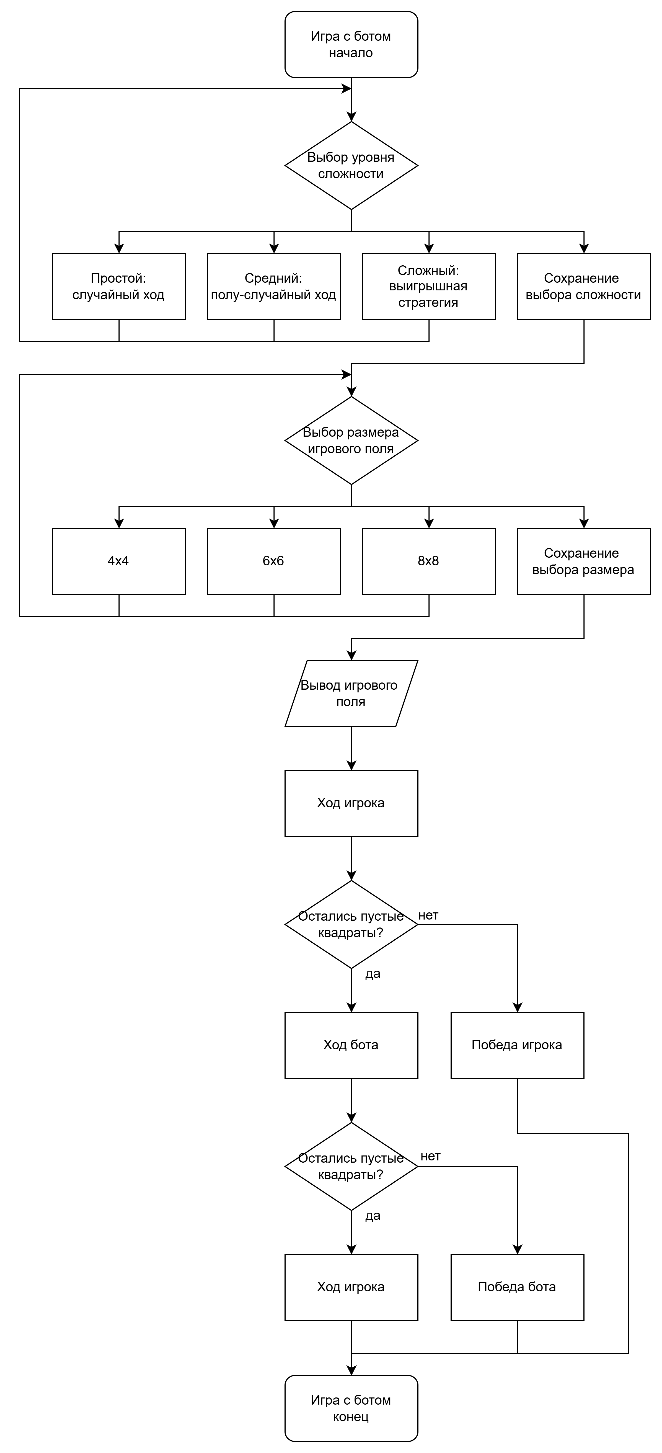 Игра с ботом
начало
Выбор уровня
сложности
Простой:
случайный ход
Средний:
полу-случайный ход
Сложный:
выигрышная
стратегия
Сохранение
выбора сложности
Выбор размера
игрового поля
4x4
6x6
8x8
Сохранение
выбора размера
Вывод игрового
поля
Ход игрока
Остались пустые
квадраты?
нет
да
Ход бота
Победа игрока
Остались пустые
квадраты?
нет
да
Ход игрока
Победа бота
Игра с ботом
конец